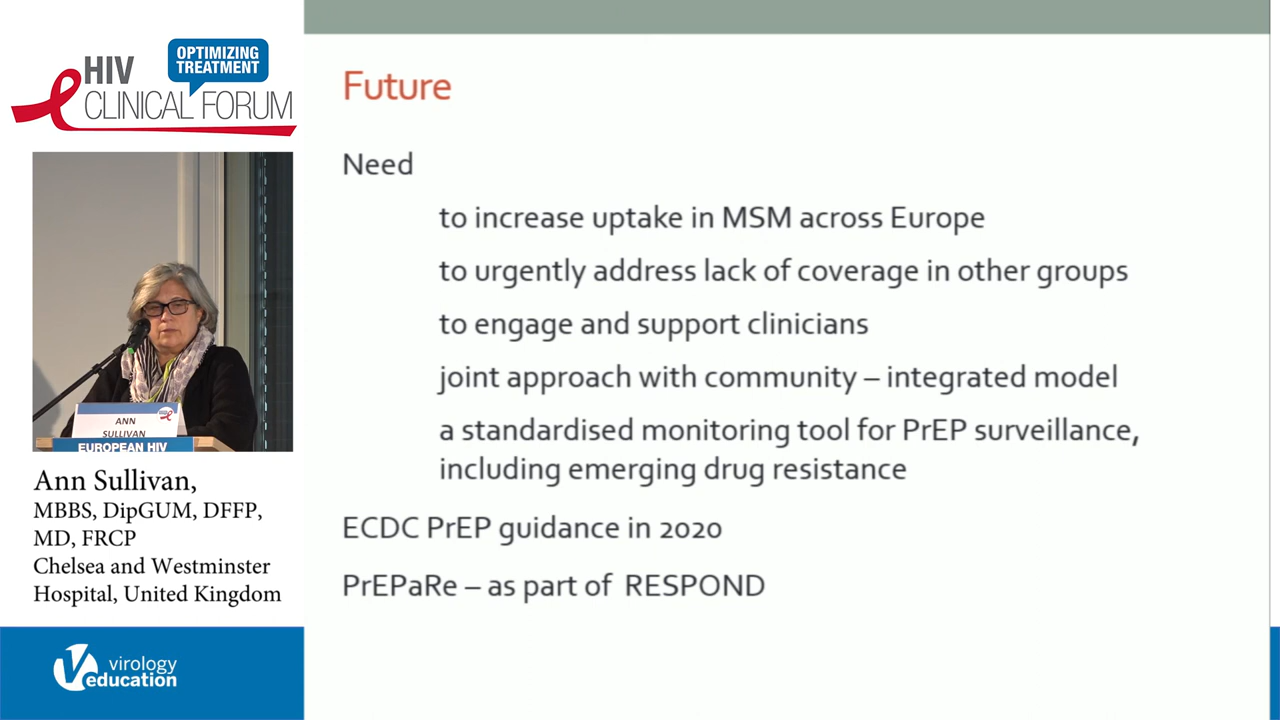 OPTIMIZING
TREATMENT
HIV
CLINICAL FORUM
ANN
SULLIVAN
EUROPEAN HIV
Ann Sullivan,
MBBS, DipGUM, DFFP,
MD, FRCP
Chelsea and Westminster
Hospital, United Kingdom
virology
education
Future
Need
to increase uptake in MSM across Europe
to urgently address lack of coverage in other groups
to engage and support clinicians
joint approach with community – integrated model
a standardised monitoring tool for PrEP surveillance,
including emerging drug resistance
ECDC PrEP guidance in 2020
PrEPaRe – as part of RESPOND